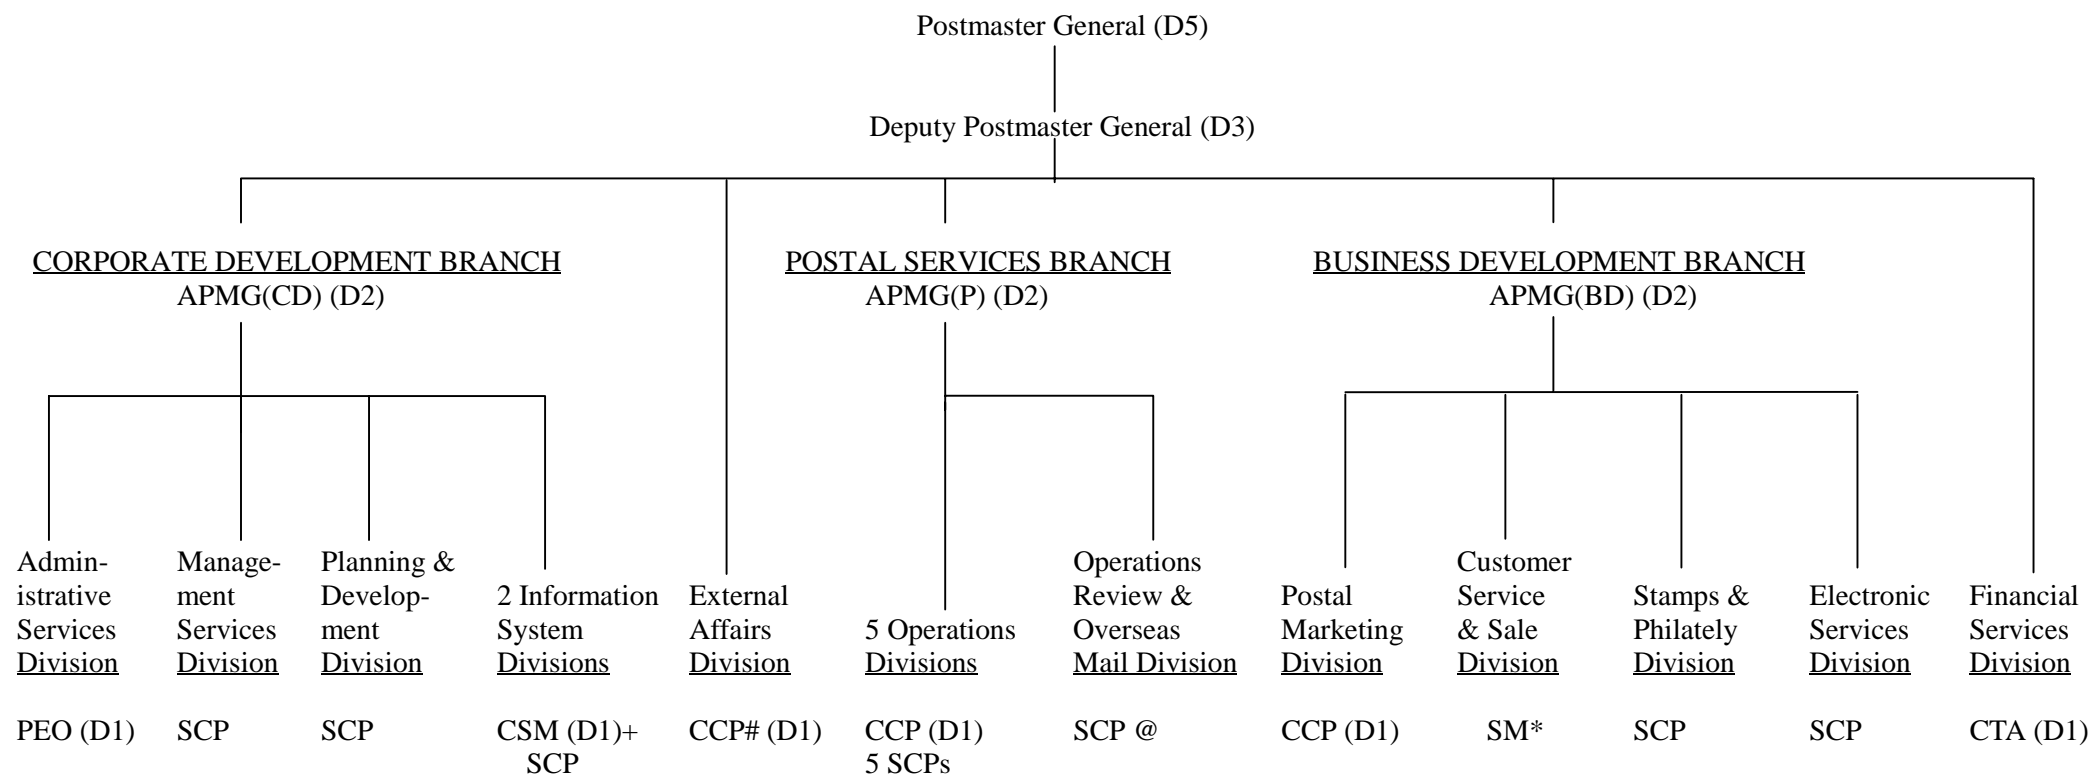 Postmaster General (D5)
Deputy Postmaster General (D3)
CORPORATE DEVELOPMENT BRANCH
APMG(CD) (D2)
POSTAL SERVICES BRANCH
APMG(P) (D2)
BUSINESS DEVELOPMENT BRANCH
APMG(BD) (D2)
Admin-
istrative
Services
Division
PEO (D1)
Manage-
ment
Services
Division
SCP
Planning &
Develop-
ment
Division
SCP
2 Information
System
Divisions
CSM (D1)+
SCP
External
Affairs
Division
CCP# (D1)
5 Operations
Divisions
CCP (D1)
5 SCPs
Operations
Review &
Overseas
Mail Division
SCP @
Postal
Marketing
Division
CCP (D1)
Customer
Service
& Sale
Division
SM*
Stamps &
Philately
Division
SCP
Electronic
Services
Division
SCP
Financial
Services
Division
CTA (D1)